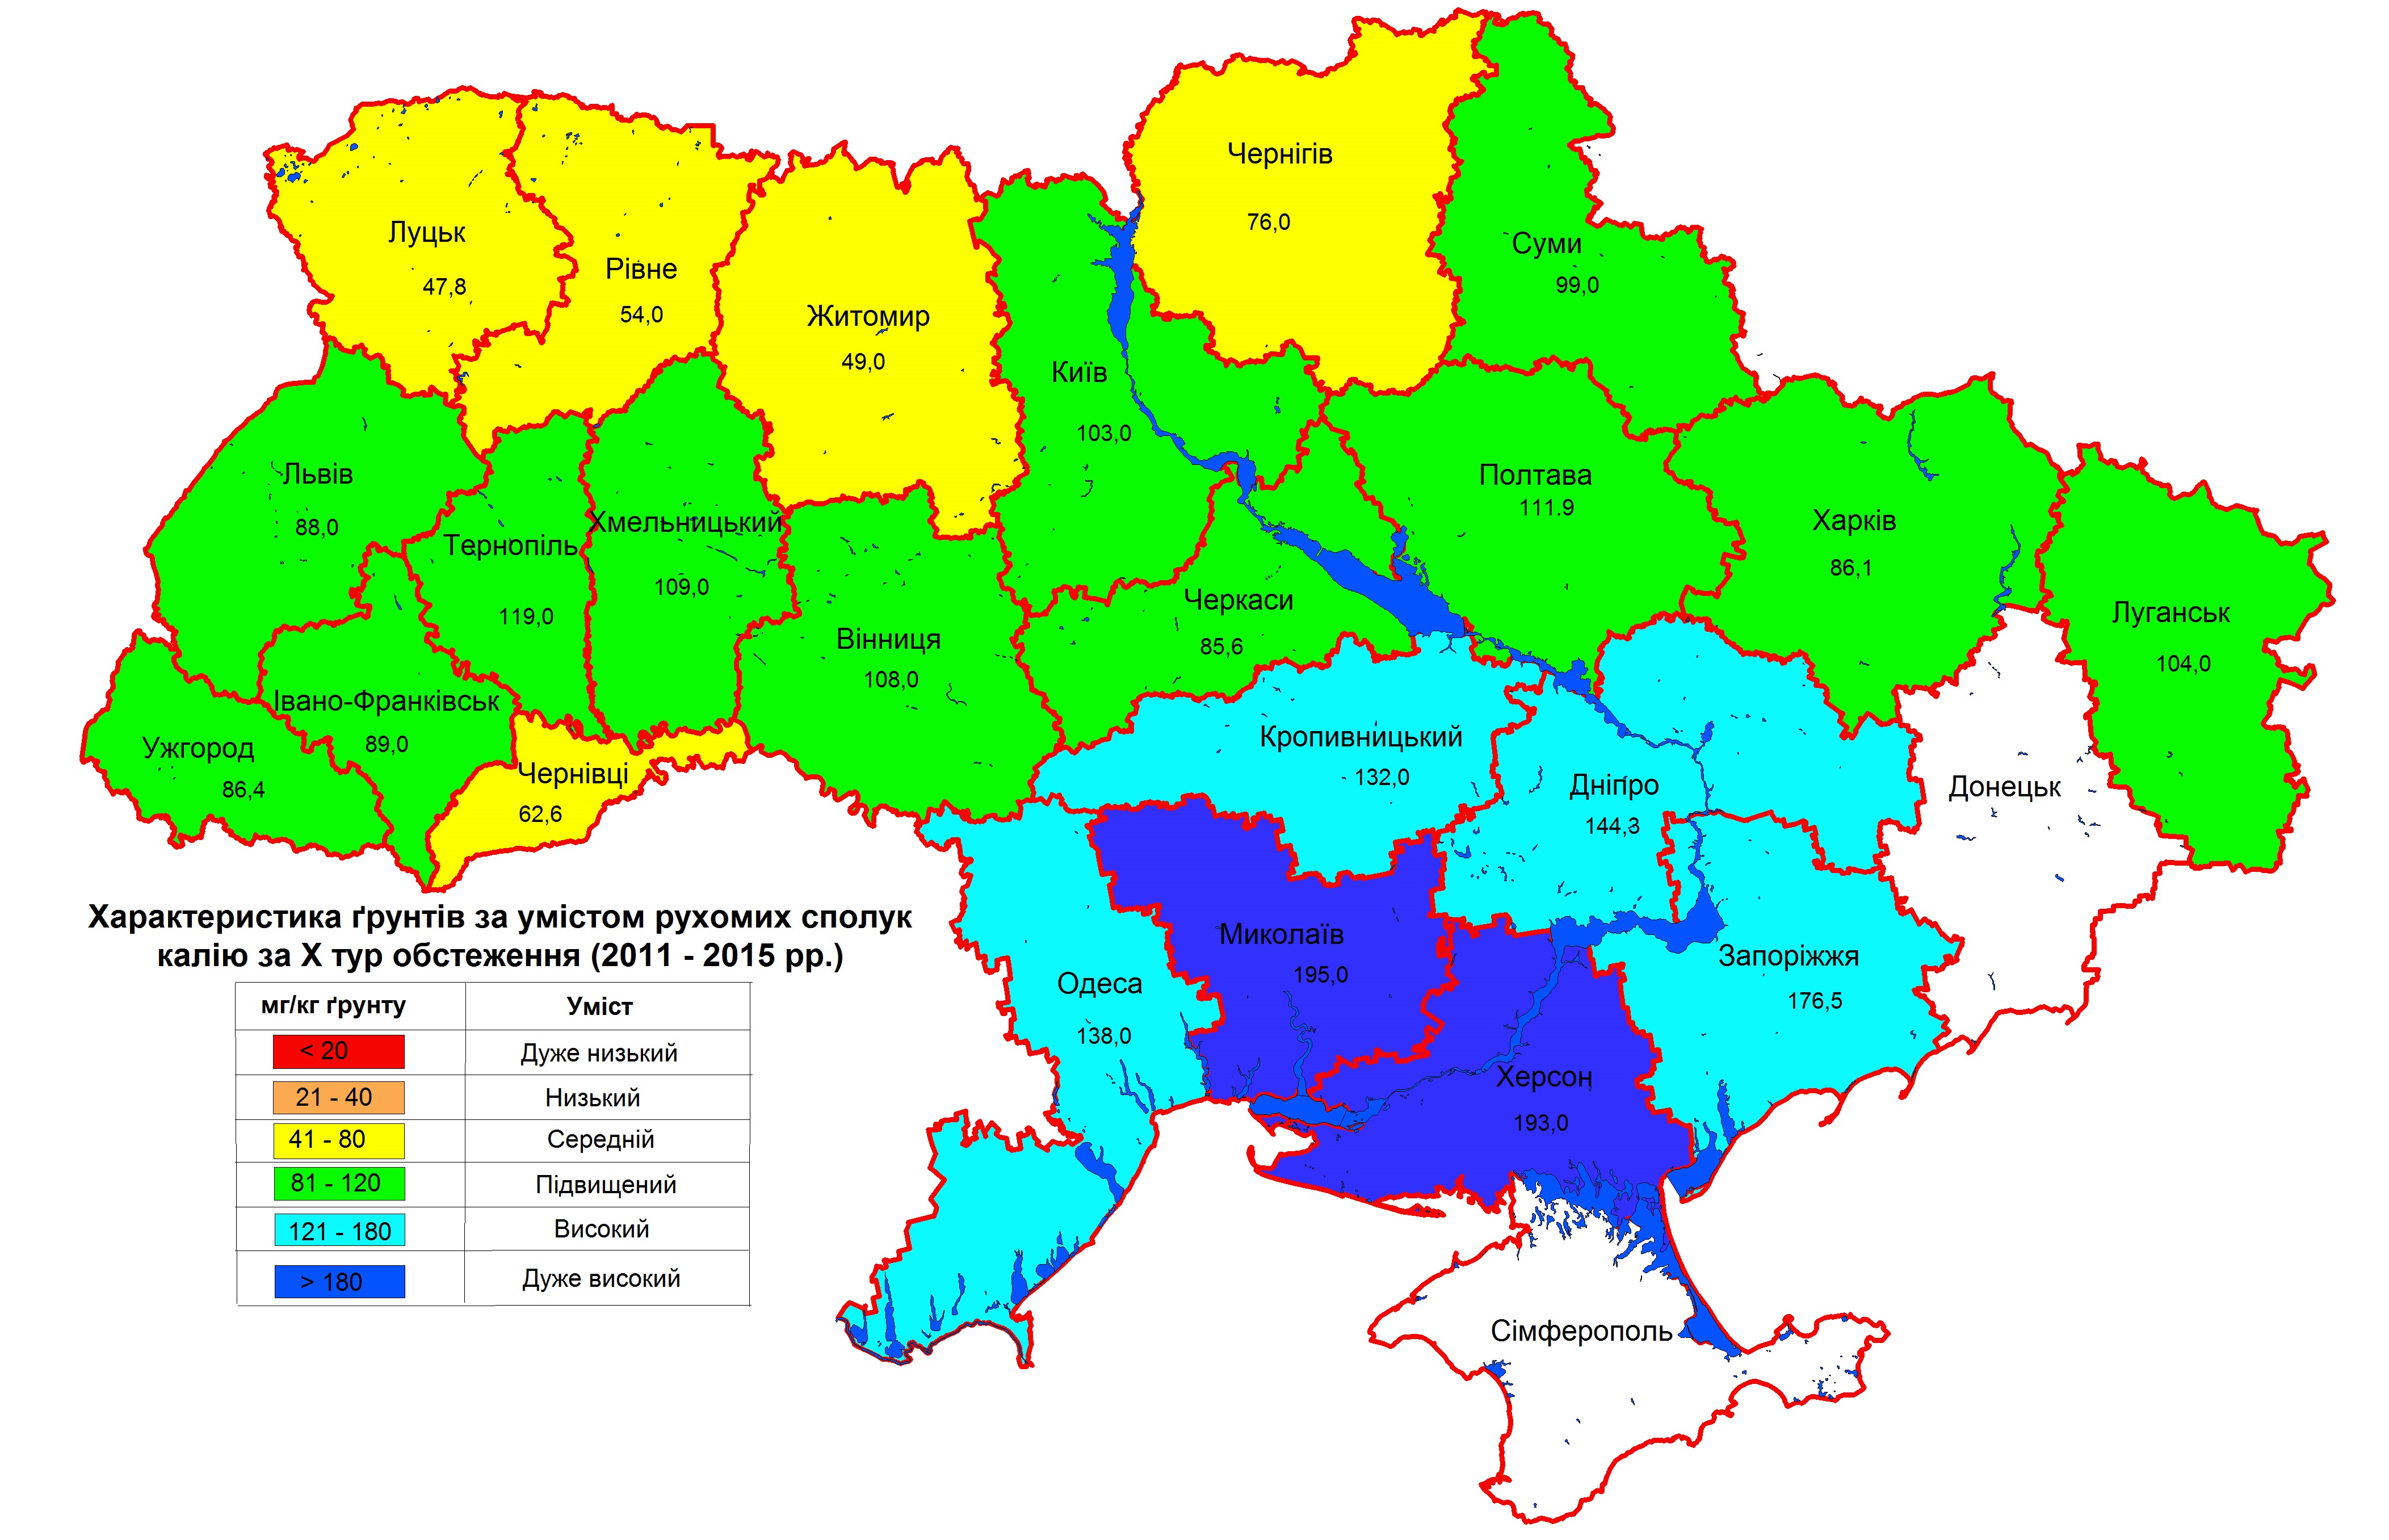 Чернігів
76,0
Суми
99,0
Луцьк
47,8
Рівне
54,0
Житомир
49,0
Київ
103,0
Львів
88,0
Тернопіль
119,0
Хмельницький
109,0
Вінниця
108,0
Черкаси
85,6
Полтава
111.9
Харків
86,1
Луганськ
104,0
Ужгород
86,4
Івано-Франківськ
89,0
Чернівці
62,6
Кропивницький
132,0
Дніпро
144,3
Донецьк
Миколаїв
195,0
Одеса
138,0
Запоріжжя
176,5
Херсон
193,0
Сімферополь
Характеристика ґрунтів за умістом рухомих сполук
калію за X тур обстеження (2011 - 2015 рр.)
мг/кг ґрунту Уміст
< 20 Дуже низький
21 - 40 Низький
41 - 80 Середній
81 - 120 Підвищений
121 - 180 Високий
> 180 Дуже високий